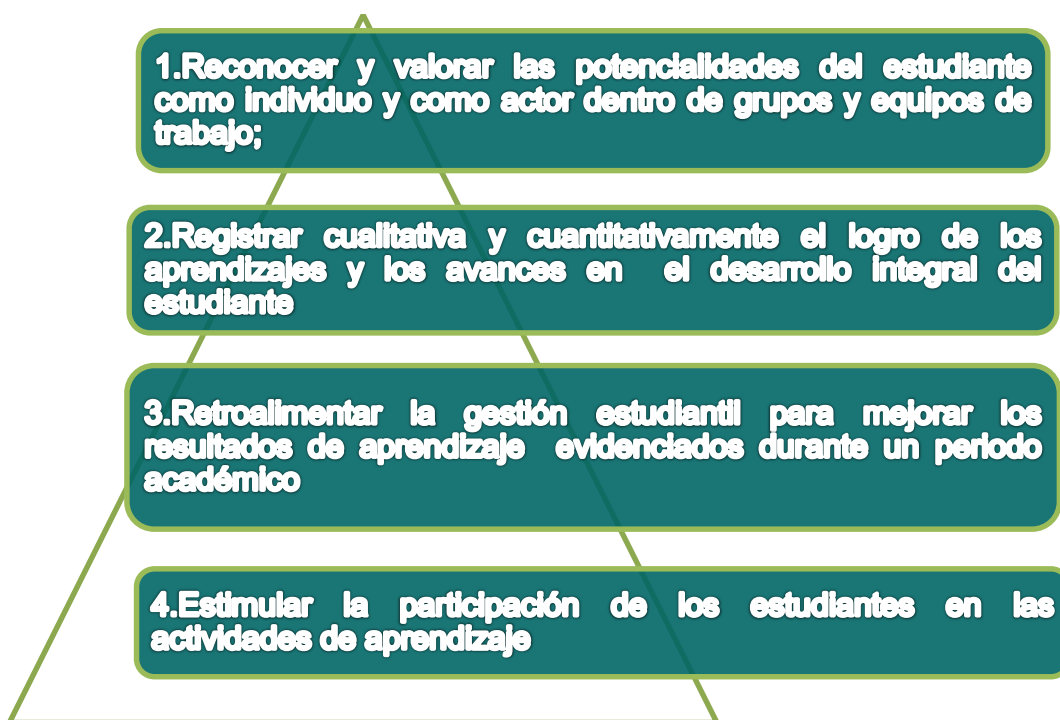 1.Reconocer y valorar las potencialidades del estudiante
como individuo y como actor dentro de grupos y equipos de
trabajo;
2.Registrar cualitativa y cuantitativamente el logro de los
aprendizajes y los avances en el desarrollo integral del
estudiante
3.Retroalimentar la gestión estudiantil para mejorar los
resultados de aprendizaje evidenciados durante un periodo
académico
4.Estimular la participación de los estudiantes en las
actividades de aprendizaje